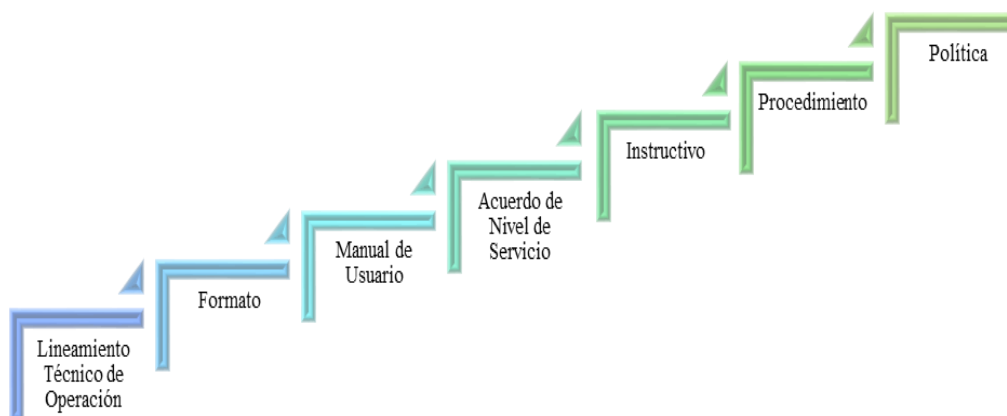 Lineamiento
Técnico de
Operación
Formato
Manual de
Usuario
Acuerdo de
Nivel de
Servicio
Instructivo
Procedimiento
Política